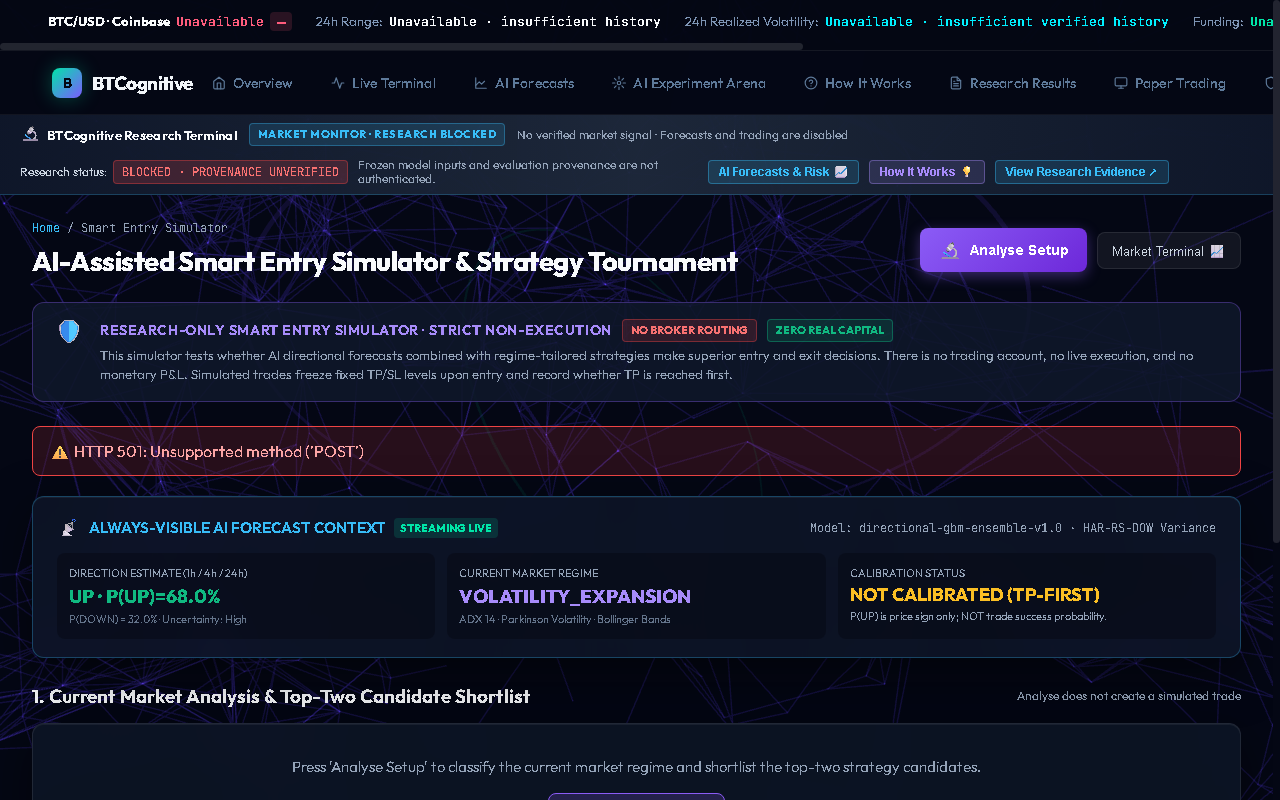 BTC/USD · Coinbase Unavailable — 24h Range: Unavailable · insufficient history 24h Realized Volatility: Unavailable · insufficient verified history Funding: Una
B BTCognitive Overview Live Terminal AI Forecasts AI Experiment Arena How It Works Research Results Paper Trading
BTCognitive Research Terminal MARKET MONITOR · RESEARCH BLOCKED No verified market signal · Forecasts and trading are disabled
Research status: BLOCKED · PROVENANCE UNVERIFIED Frozen model inputs and evaluation provenance are not
authenticated.
AI Forecasts & Risk How It Works View Research Evidence ↗
Home / Smart Entry Simulator
AI-Assisted Smart Entry Simulator & Strategy Tournament
Analyse Setup Market Terminal
RESEARCH-ONLY SMART ENTRY SIMULATOR · STRICT NON-EXECUTION NO BROKER ROUTING ZERO REAL CAPITAL
This simulator tests whether AI directional forecasts combined with regime-tailored strategies make superior entry and exit decisions. There is no trading account, no live execution, and no
monetary P&L. Simulated trades freeze fixed TP/SL levels upon entry and record whether TP is reached first.
⚠️ HTTP 501: Unsupported method ('POST')
ALWAYS-VISIBLE AI FORECAST CONTEXT STREAMING LIVE Model: directional-gbm-ensemble-v1.0 · HAR-RS-DOW Variance
DIRECTION ESTIMATE (1h / 4h / 24h)
UP · P(UP)=68.0%
P(DOWN) = 32.0% · Uncertainty: High
CURRENT MARKET REGIME
VOLATILITY_EXPANSION
ADX 14 · Parkinson Volatility · Bollinger Bands
CALIBRATION STATUS
NOT CALIBRATED (TP-FIRST)
P(UP) is price sign only; NOT trade success probability.
1. Current Market Analysis & Top-Two Candidate Shortlist
Analyse does not create a simulated trade
Press 'Analyse Setup' to classify the current market regime and shortlist the top-two strategy candidates.